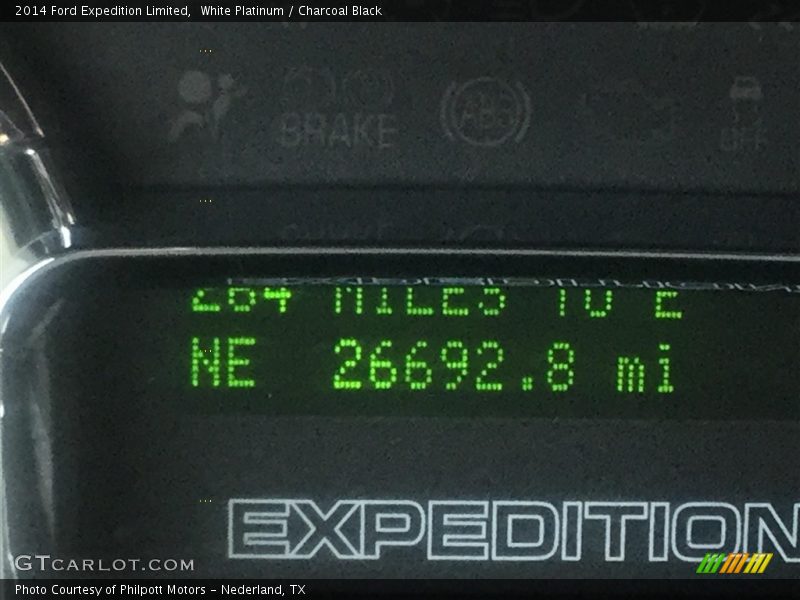 2014 Ford Expedition Limited,  White Platinum / Charcoal Black
BRAKE
ABS
OFF
264 MILES TO E
NE 26692.8 mi
EXPEDITION
GTCARLOT.COM
Photo Courtesy of Philpott Motors - Nederland, TX